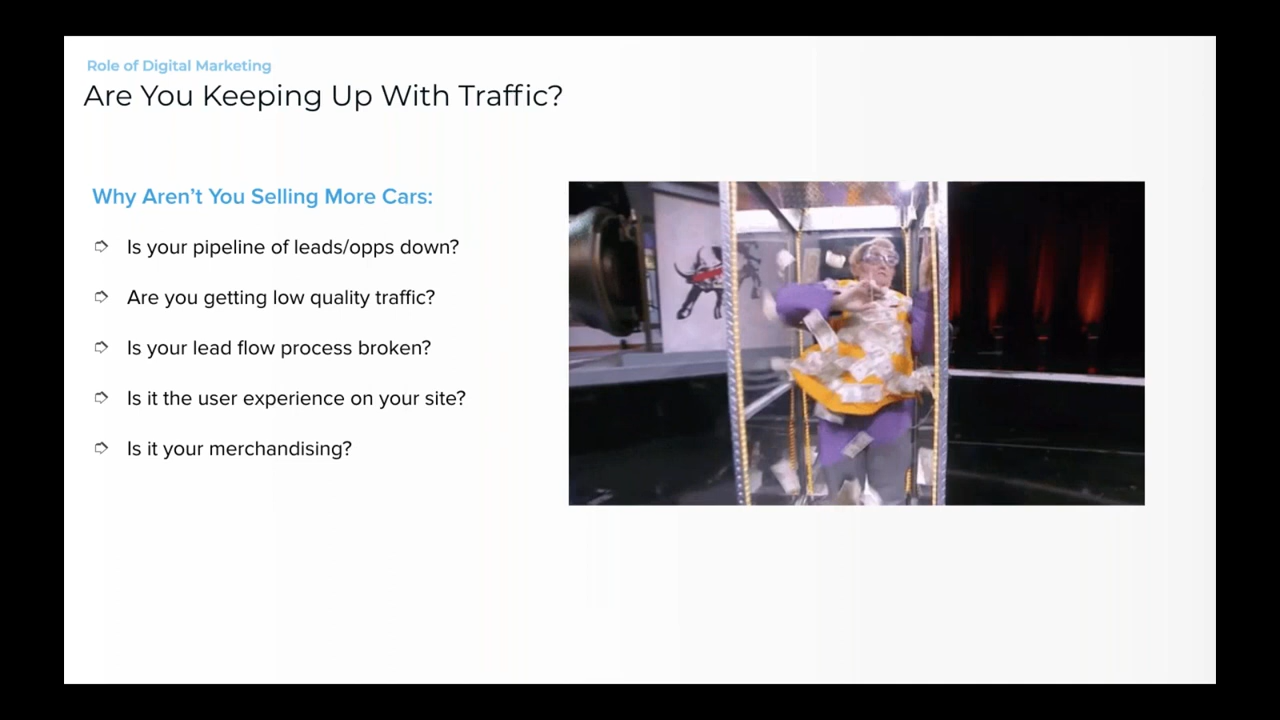 Role of Digital Marketing
Are You Keeping Up With Traffic?
Why Aren’t You Selling More Cars:
Is your pipeline of leads/opps down?
Are you getting low quality traffic?
Is your lead flow process broken?
Is it the user experience on your site?
Is it your merchandising?